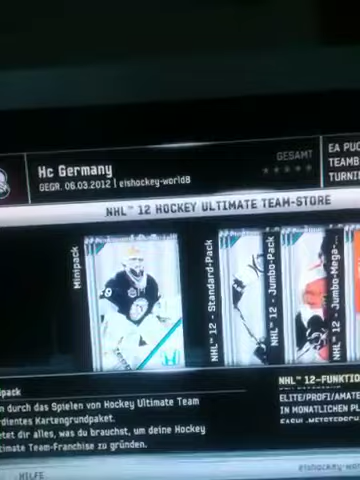 Hc Germany
GEGR. 06.03.2012 | eishockey-world8
GESAMT
EA PUC
TEAMB
TURNI
NHL™ 12 HOCKEY ULTIMATE TEAM-STORE
Minipack
NHL™ 12 - Standard-Pack
NHL™ 12 - Jumbo-Pack
NHL™ 12 - Jumbo-Mega-...
ipack
n durch das Spielen von Hockey Ultimate Team
dientes Kartengrundpaket.
etet dir alles, was du brauchst, um deine Hockey
timate Team-Franchise zu gründen.
NHL™ 12-FUNKTIO
ELITE/PROFI/AMATE
IN MONATLICHEN PL
HILFE
eishockey-wo